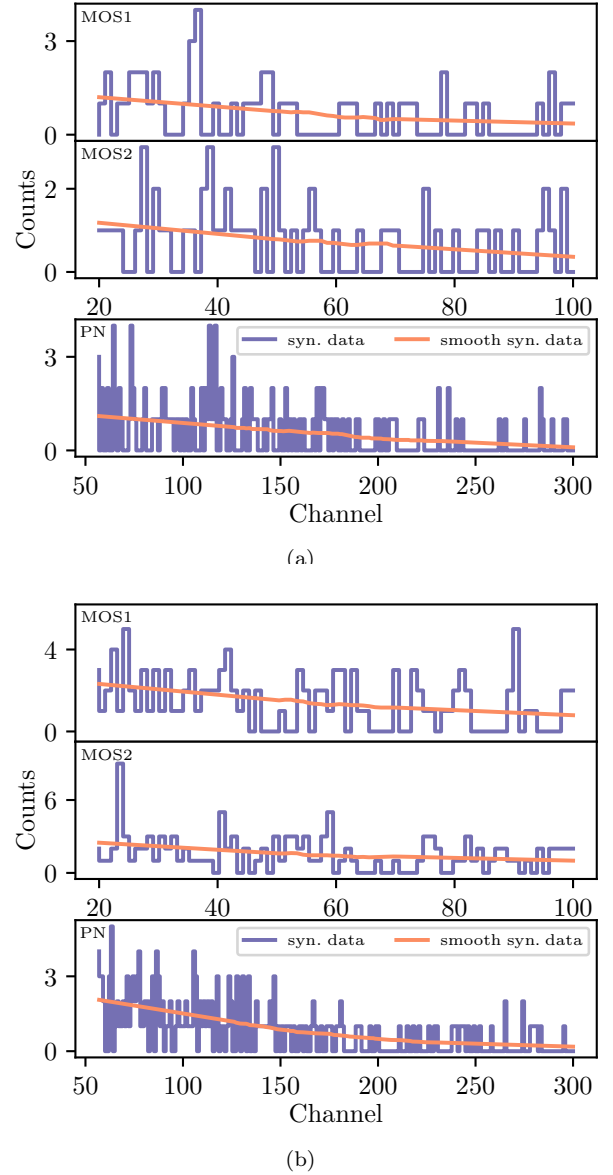 MOS1
3
0
MOS2
2
0
Counts
20 40 60 80 100
PN
syn. data smooth syn. data
3
0
50 100 150 200 250 300
Channel
(a)
MOS1
4
0
MOS2
6
0
Counts
20 40 60 80 100
PN
syn. data smooth syn. data
3
0
50 100 150 200 250 300
Channel
(b)